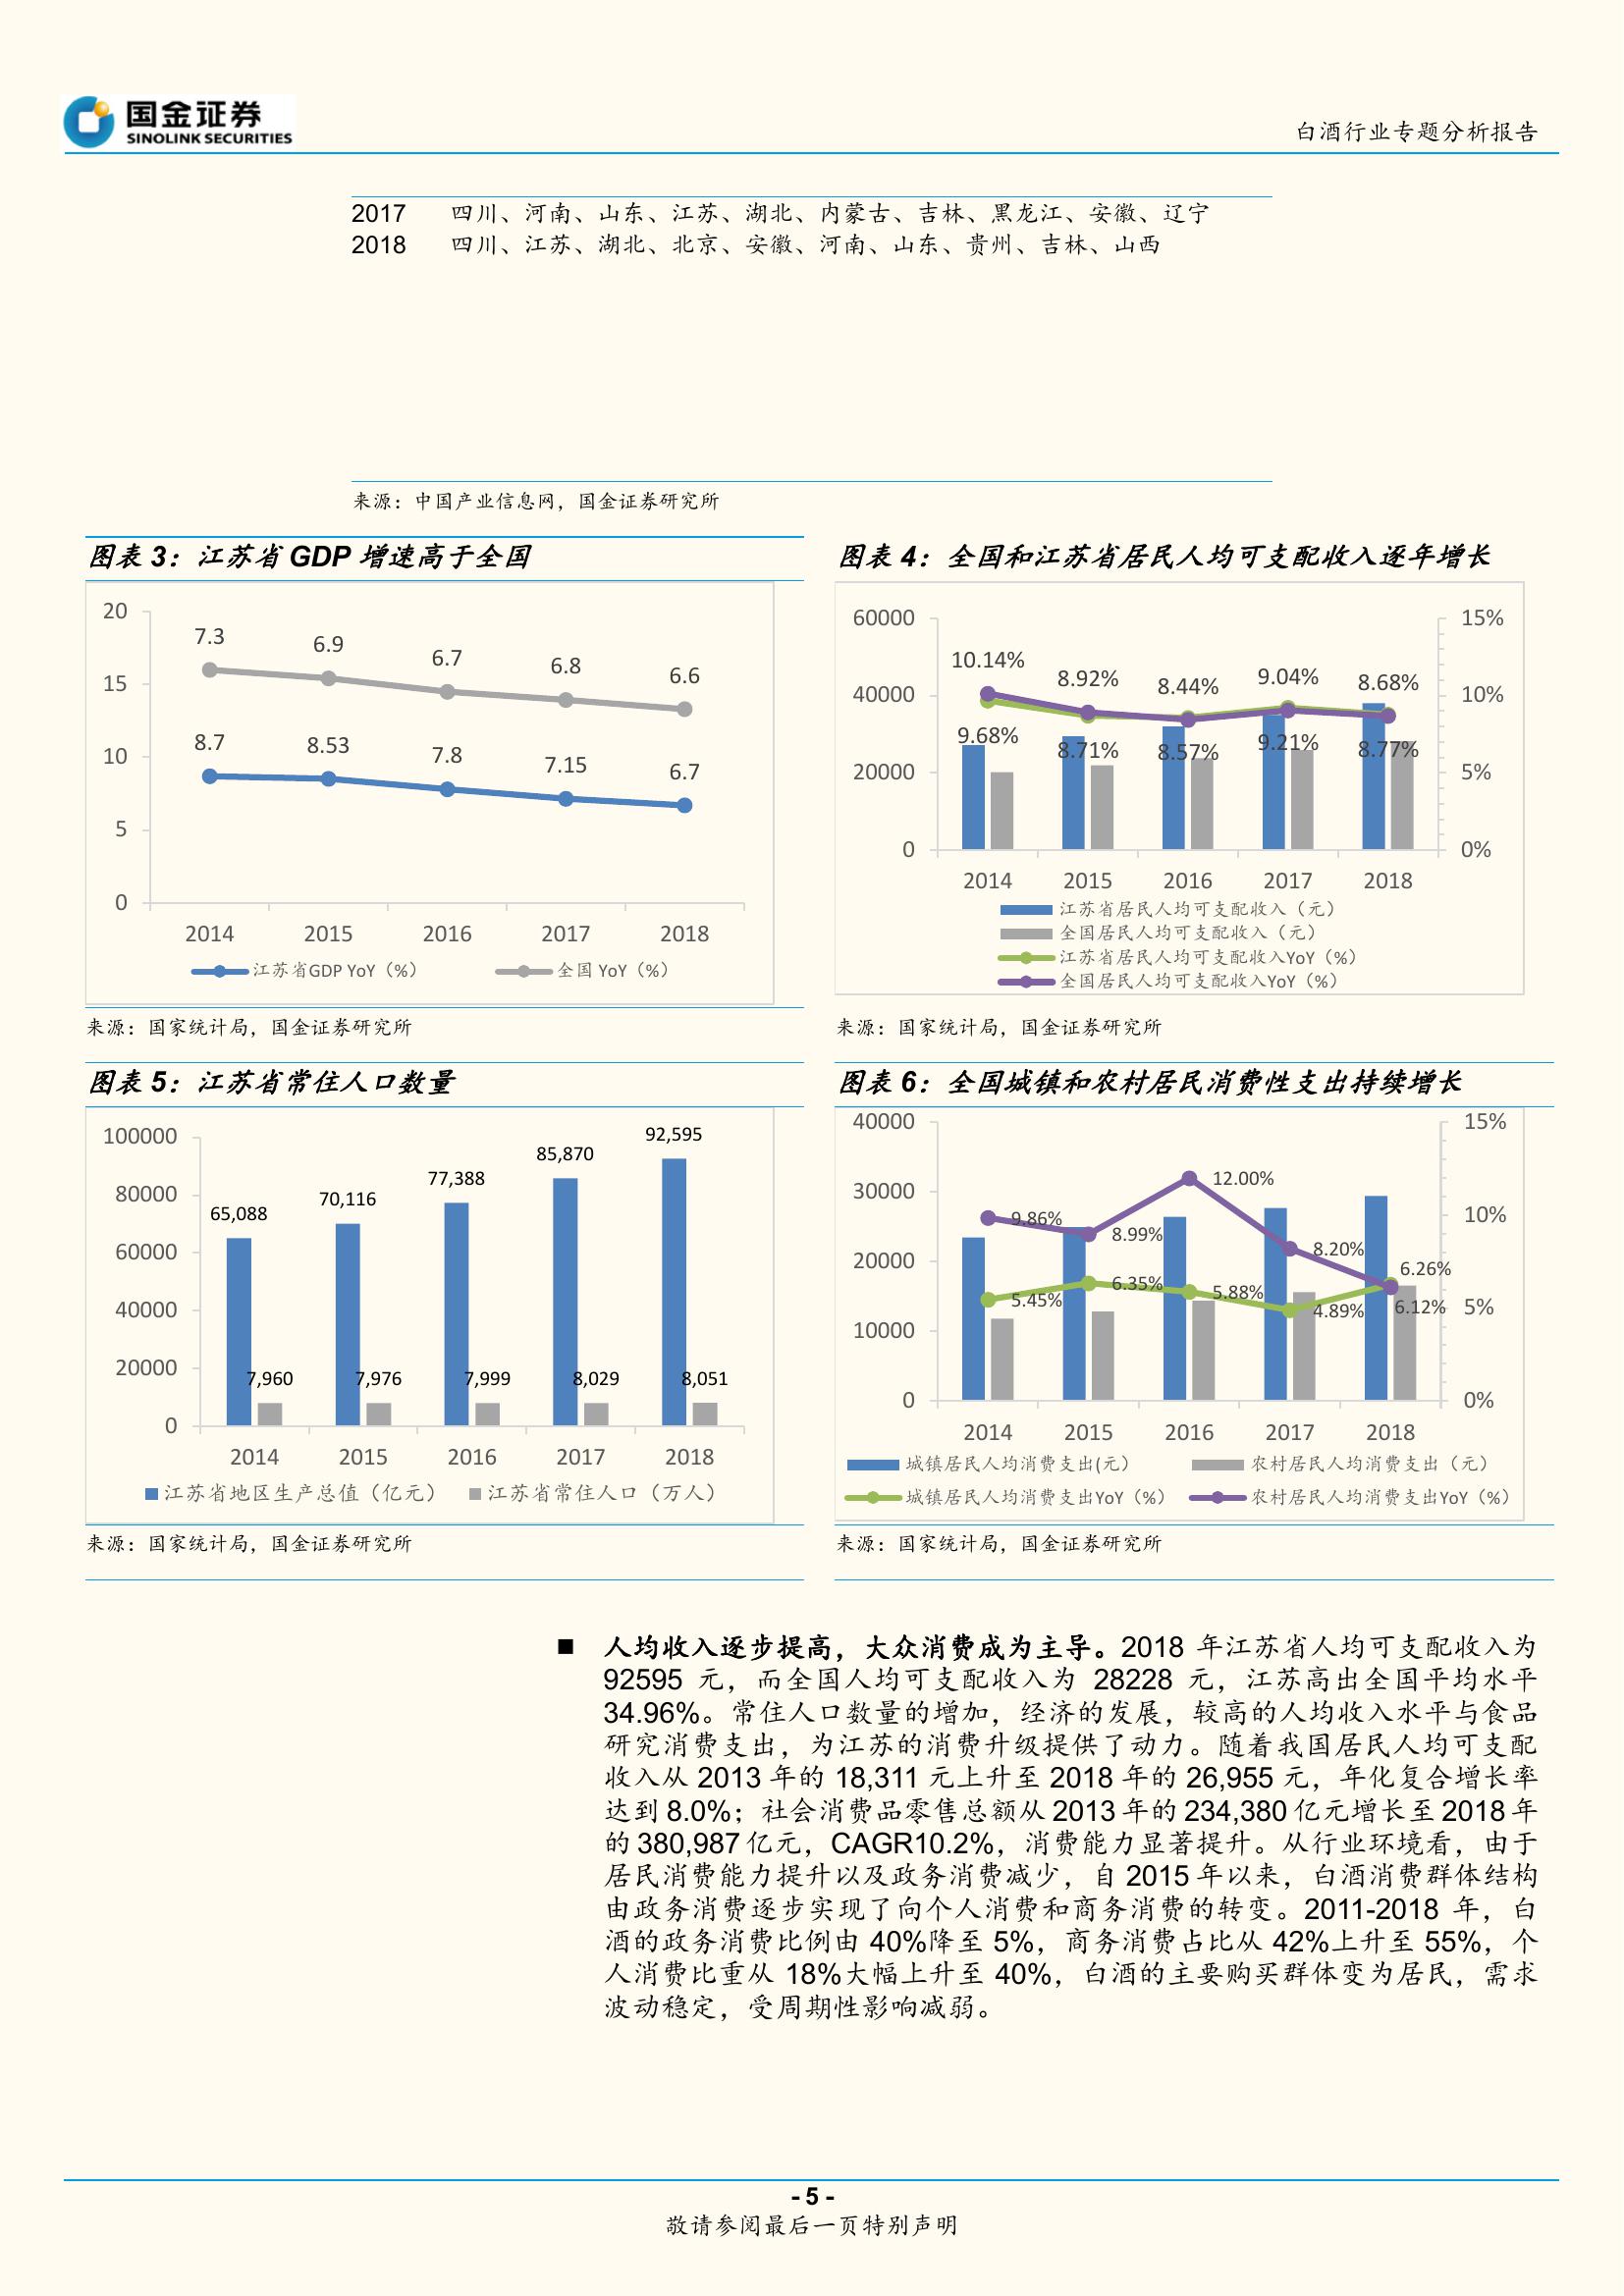 国金证券
SINOLINK SECURITIES
白酒行业专题分析报告
2017 四川、河南、山东、江苏、湖北、内蒙古、吉林、黑龙江、安徽、辽宁
2018 四川、江苏、湖北、北京、安徽、河南、山东、贵州、吉林、山西
来源：中国产业信息网，国金证券研究所
图表 3：江苏省 GDP 增速高于全国
20
15
10
5
0
7.3 6.9 6.7 6.8 6.6
8.7 8.53 7.8 7.15 6.7
2014 2015 2016 2017 2018
江苏省GDP YoY（%） 全国 YoY（%）
来源：国家统计局，国金证券研究所
图表 4：全国和江苏省居民人均可支配收入逐年增长
60000
40000
20000
0
15%
10%
5%
0%
10.14% 8.92% 8.44% 9.04% 8.68%
9.68% 8.71% 8.57% 9.21% 8.77%
2014 2015 2016 2017 2018
江苏省居民人均可支配收入（元）
全国居民人均可支配收入（元）
江苏省居民人均可支配收入YoY（%）
全国居民人均可支配收入YoY（%）
来源：国家统计局，国金证券研究所
图表 5：江苏省常住人口数量
100000
80000
60000
40000
20000
0
65,088 70,116 77,388 85,870 92,595
7,960 7,976 7,999 8,029 8,051
2014 2015 2016 2017 2018
江苏省地区生产总值（亿元） 江苏省常住人口（万人）
来源：国家统计局，国金证券研究所
图表 6：全国城镇和农村居民消费性支出持续增长
40000
30000
20000
10000
0
15%
10%
5%
0%
9.86% 8.99% 12.00% 8.20% 6.12%
5.45% 6.35% 5.88% 4.89% 6.26%
2014 2015 2016 2017 2018
城镇居民人均消费支出(元） 农村居民人均消费支出（元）
城镇居民人均消费支出YoY（%） 农村居民人均消费支出YoY（%）
来源：国家统计局，国金证券研究所
■ 人均收入逐步提高，大众消费成为主导。2018 年江苏省人均可支配收入为
92595 元，而全国人均可支配收入为 28228 元，江苏高出全国平均水平
34.96%。常住人口数量的增加，经济的发展，较高的人均收入水平与食品
研究消费支出，为江苏的消费升级提供了动力。随着我国居民人均可支配
收入从 2013 年的 18,311 元上升至 2018 年的 26,955 元，年化复合增长率
达到 8.0%；社会消费品零售总额从 2013 年的 234,380 亿元增长至 2018 年
的 380,987 亿元，CAGR10.2%，消费能力显著提升。从行业环境看，由于
居民消费能力提升以及政务消费减少，自 2015 年以来，白酒消费群体结构
由政务消费逐步实现了向个人消费和商务消费的转变。2011-2018 年，白
酒的政务消费比例由 40%降至 5%，商务消费占比从 42%上升至 55%，个
人消费比重从 18%大幅上升至 40%，白酒的主要购买群体变为居民，需求
波动稳定，受周期性影响减弱。
- 5 -
敬请参阅最后一页特别声明